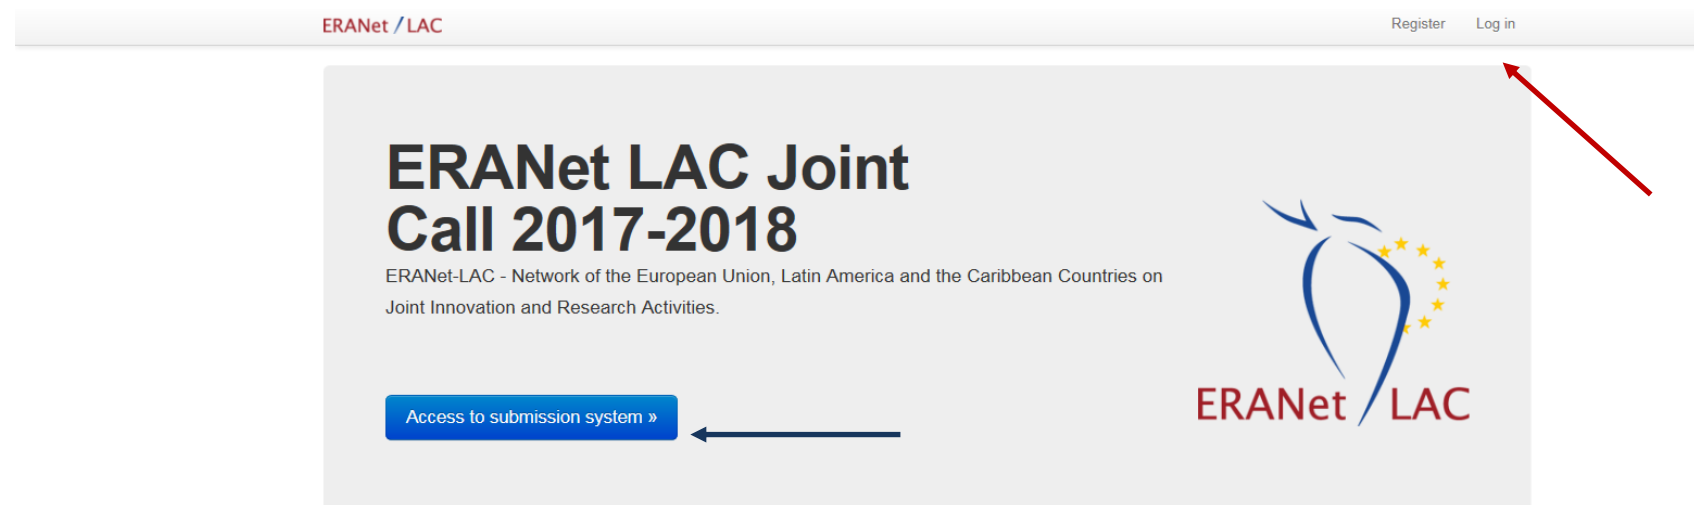 ERANet / LAC
Register Log in
ERANet LAC Joint
Call 2017-2018
ERANet-LAC - Network of the European Union, Latin America and the Caribbean Countries on
Joint Innovation and Research Activities.
Access to submission system »
ERANet / LAC